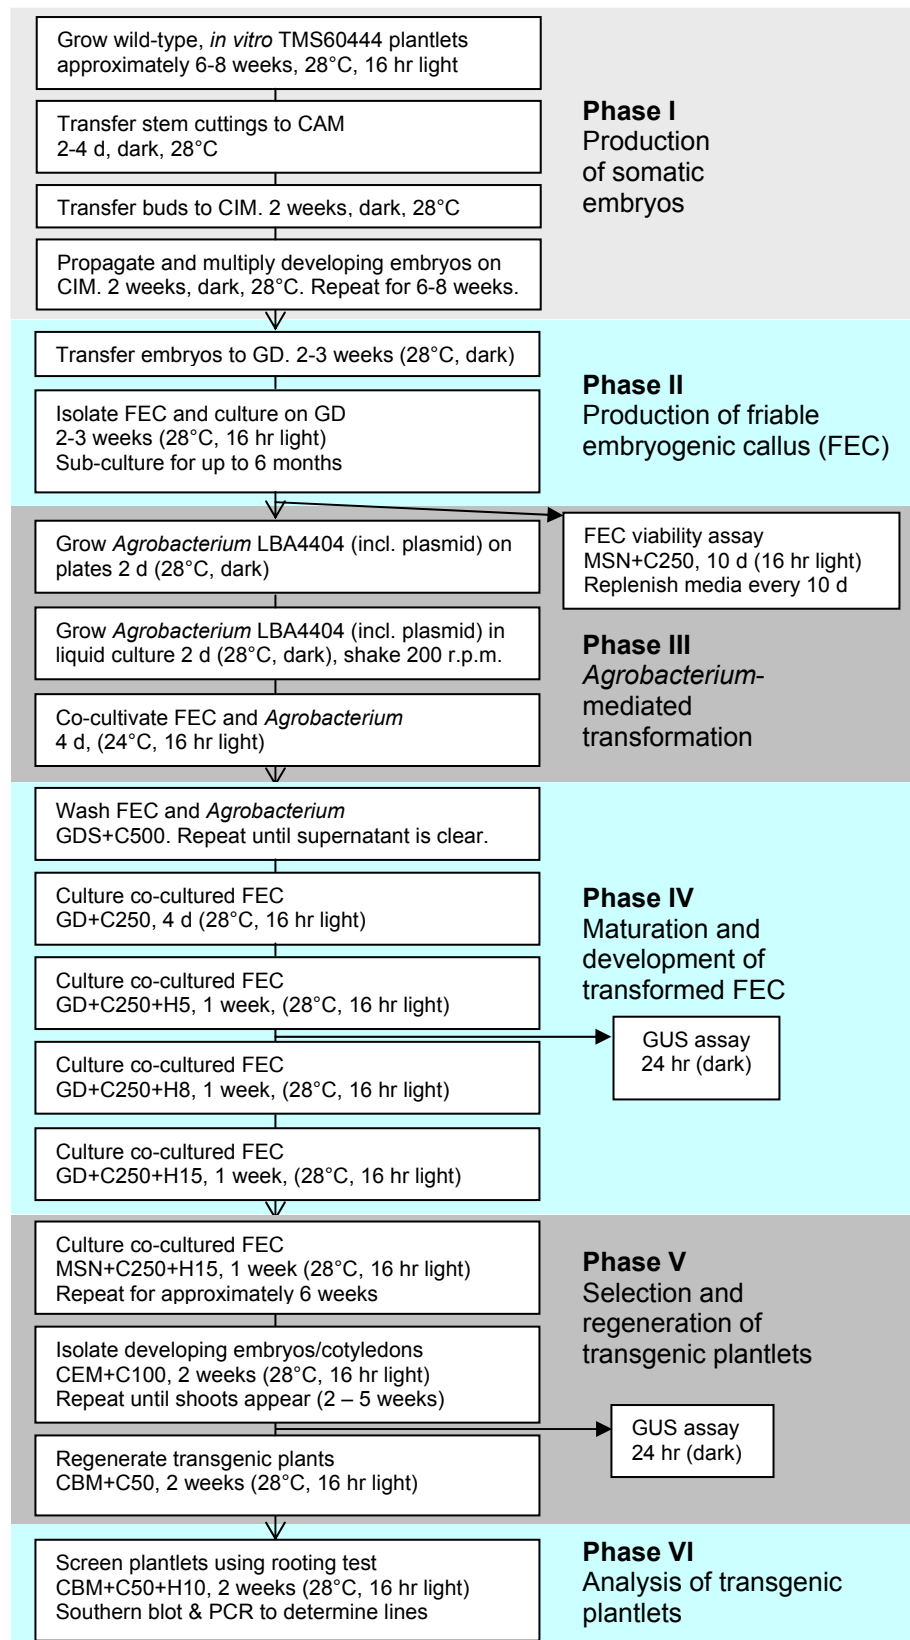 Grow wild-type, in vitro TMS60444 plantlets
approximately 6-8 weeks, 28°C, 16 hr light
Transfer stem cuttings to CAM
2-4 d, dark, 28°C
Transfer buds to CIM. 2 weeks, dark, 28°C
Propagate and multiply developing embryos on
CIM. 2 weeks, dark, 28°C. Repeat for 6-8 weeks.
Phase I
Production
of somatic
embryos
Transfer embryos to GD. 2-3 weeks (28°C, dark)
Isolate FEC and culture on GD
2-3 weeks (28°C, 16 hr light)
Sub-culture for up to 6 months
Phase II
Production of friable
embryogenic callus (FEC)
Grow Agrobacterium LBA4404 (incl. plasmid) on
plates 2 d (28°C, dark)
Grow Agrobacterium LBA4404 (incl. plasmid) in
liquid culture 2 d (28°C, dark), shake 200 r.p.m.
Co-cultivate FEC and Agrobacterium
4 d, (24°C, 16 hr light)
FEC viability assay
MSN+C250, 10 d (16 hr light)
Replenish media every 10 d
Phase III
Agrobacterium-
mediated
transformation
Wash FEC and Agrobacterium
GDS+C500. Repeat until supernatant is clear.
Culture co-cultured FEC
GD+C250, 4 d (28°C, 16 hr light)
Culture co-cultured FEC
GD+C250+H5, 1 week, (28°C, 16 hr light)
Culture co-cultured FEC
GD+C250+H8, 1 week, (28°C, 16 hr light)
Culture co-cultured FEC
GD+C250+H15, 1 week, (28°C, 16 hr light)
Phase IV
Maturation and
development of
transformed FEC
GUS assay
24 hr (dark)
Culture co-cultured FEC
MSN+C250+H15, 1 week (28°C, 16 hr light)
Repeat for approximately 6 weeks
Isolate developing embryos/cotyledons
CEM+C100, 2 weeks (28°C, 16 hr light)
Repeat until shoots appear (2 – 5 weeks)
Regenerate transgenic plants
CBM+C50, 2 weeks (28°C, 16 hr light)
Phase V
Selection and
regeneration of
transgenic plantlets
GUS assay
24 hr (dark)
Screen plantlets using rooting test
CBM+C50+H10, 2 weeks (28°C, 16 hr light)
Southern blot & PCR to determine lines
Phase VI
Analysis of transgenic
plantlets